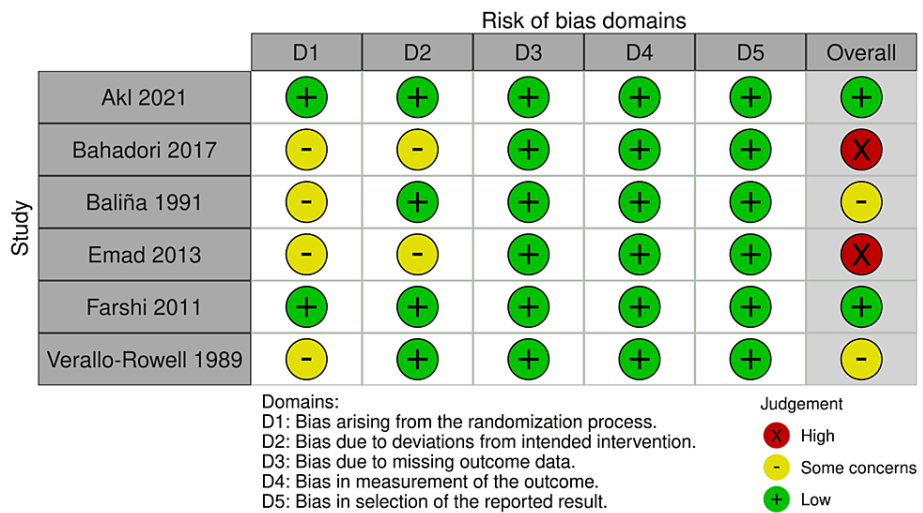 Risk of bias domains
D1 D2 D3 D4 D5 Overall
Study
Akl 2021 + + + + + +
Bahadori 2017 - - + + + X
Baliña 1991 - + + + + -
Emad 2013 - - + + + X
Farshi 2011 + + + + + +
Verallo-Rowell 1989 - + + + + -
Domains:
D1: Bias arising from the randomization process.
D2: Bias due to deviations from intended intervention.
D3: Bias due to missing outcome data.
D4: Bias in measurement of the outcome.
D5: Bias in selection of the reported result.
Judgement
X High
- Some concerns
+ Low